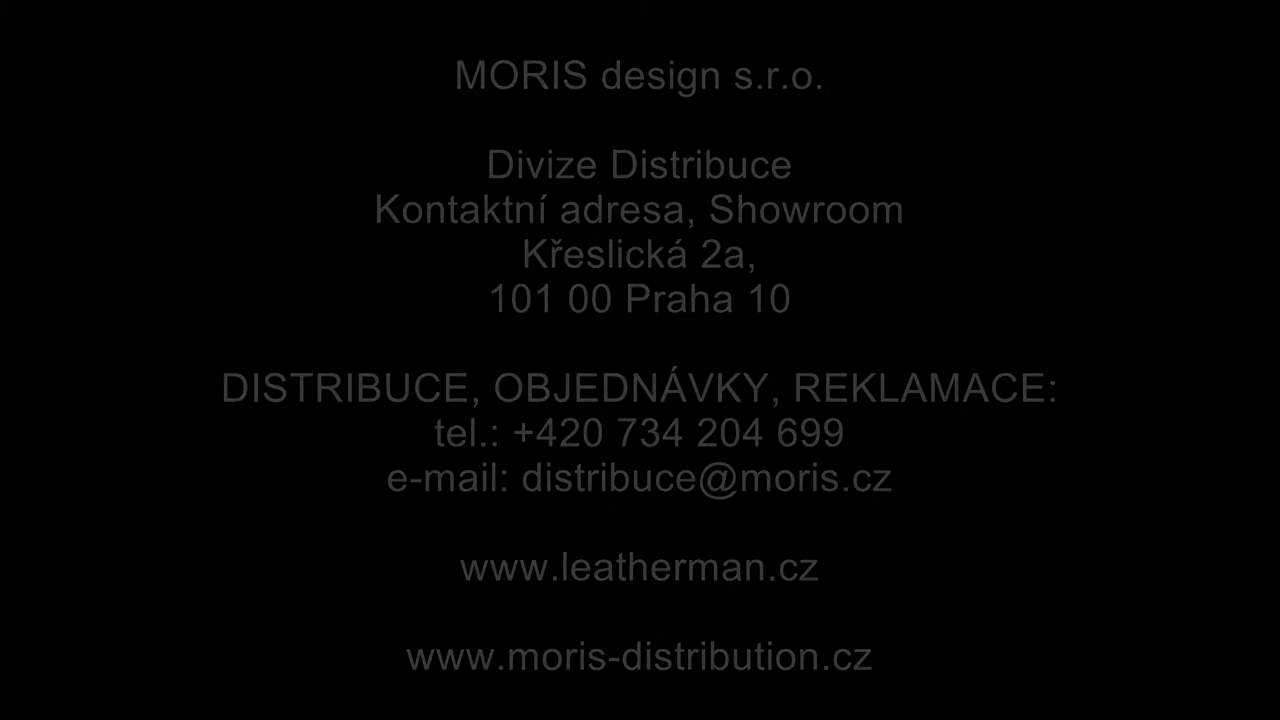 MORIS design s.r.o.
Divize Distribuce
Kontaktní adresa, Showroom
Křeslická 2a,
101 00 Praha 10
DISTRIBUCE, OBJEDNÁVKY, REKLAMACE:
tel.: +420 734 204 699
e-mail: distribuce@moris.cz
www.leatherman.cz
www.moris-distribution.cz